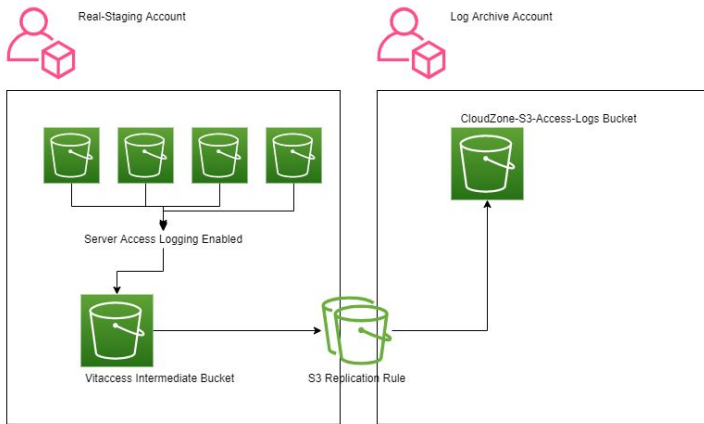 Real-Staging Account
Log Archive Account
CloudZone-S3-Access-Logs Bucket
Server Access Logging Enabled
Vitaccess Intermediate Bucket
S3 Replication Rule